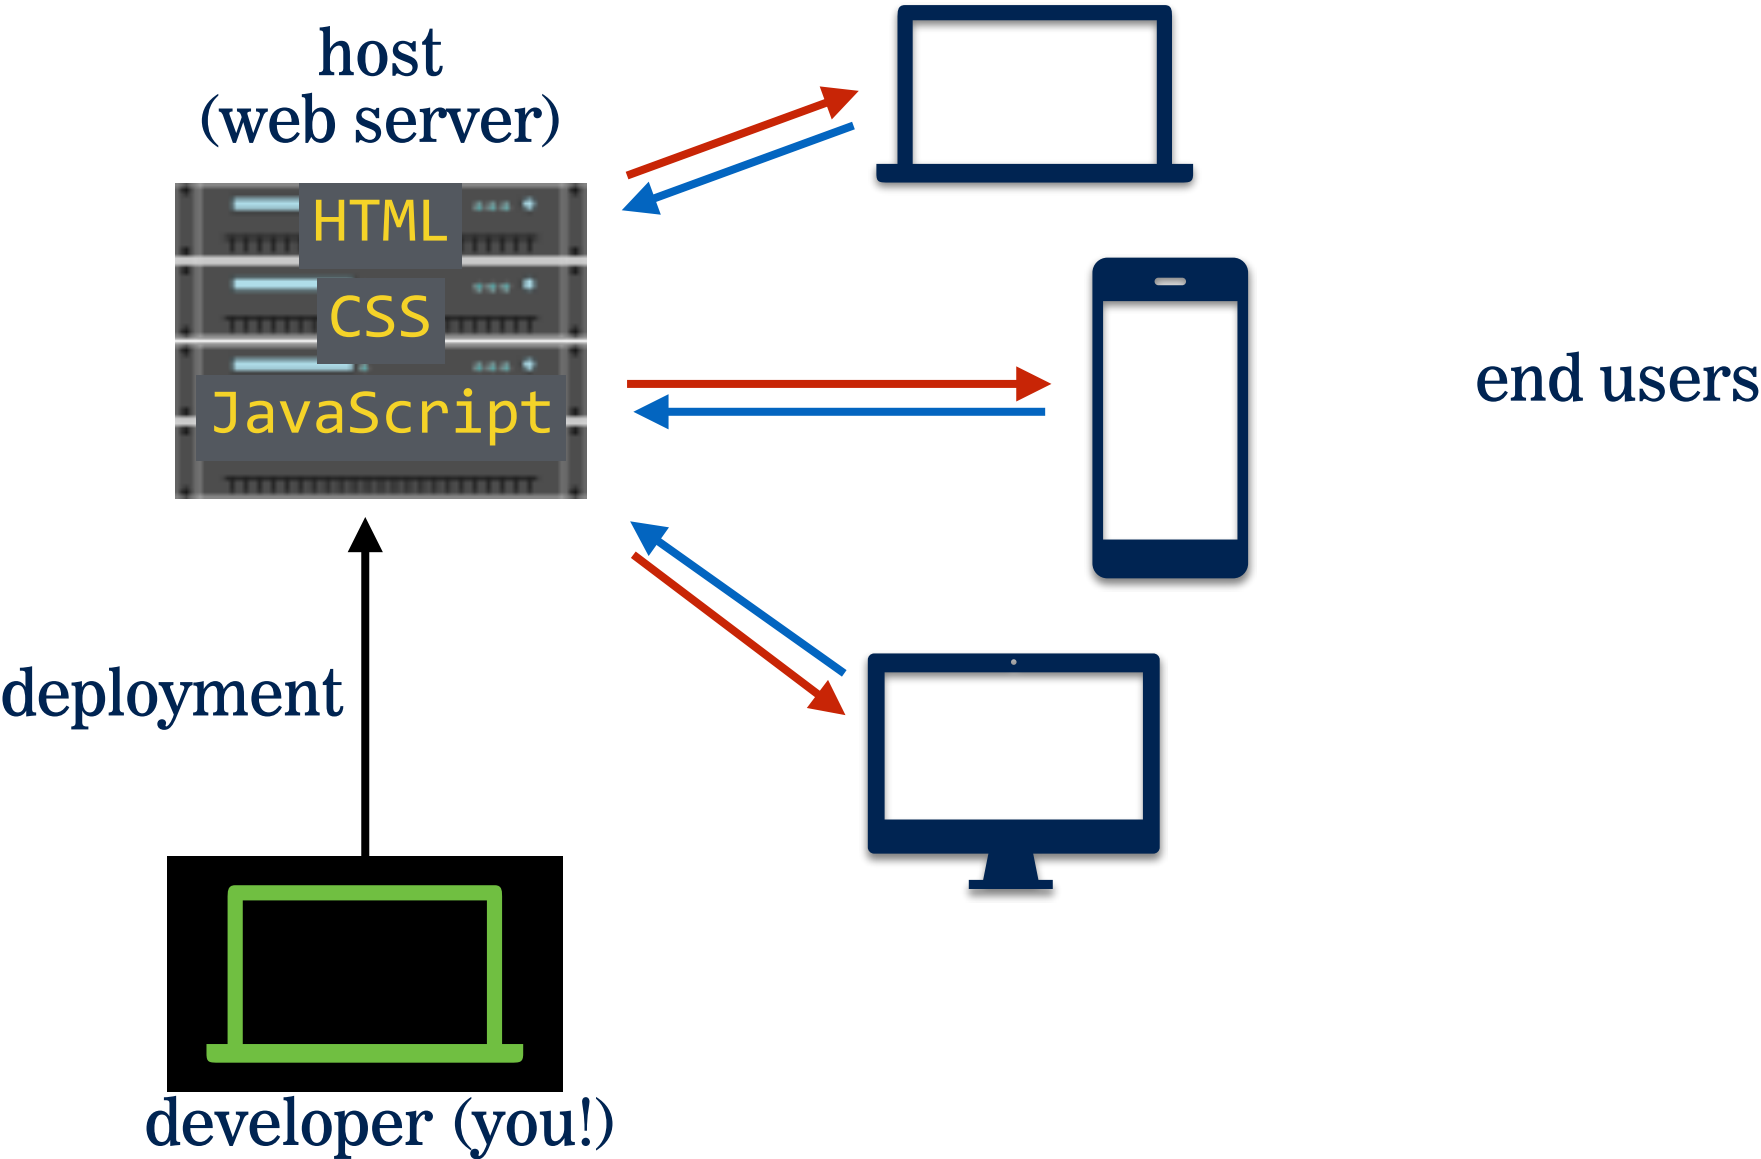 host
(web server)
HTML
CSS
JavaScript
end users
deployment
developer (you!)